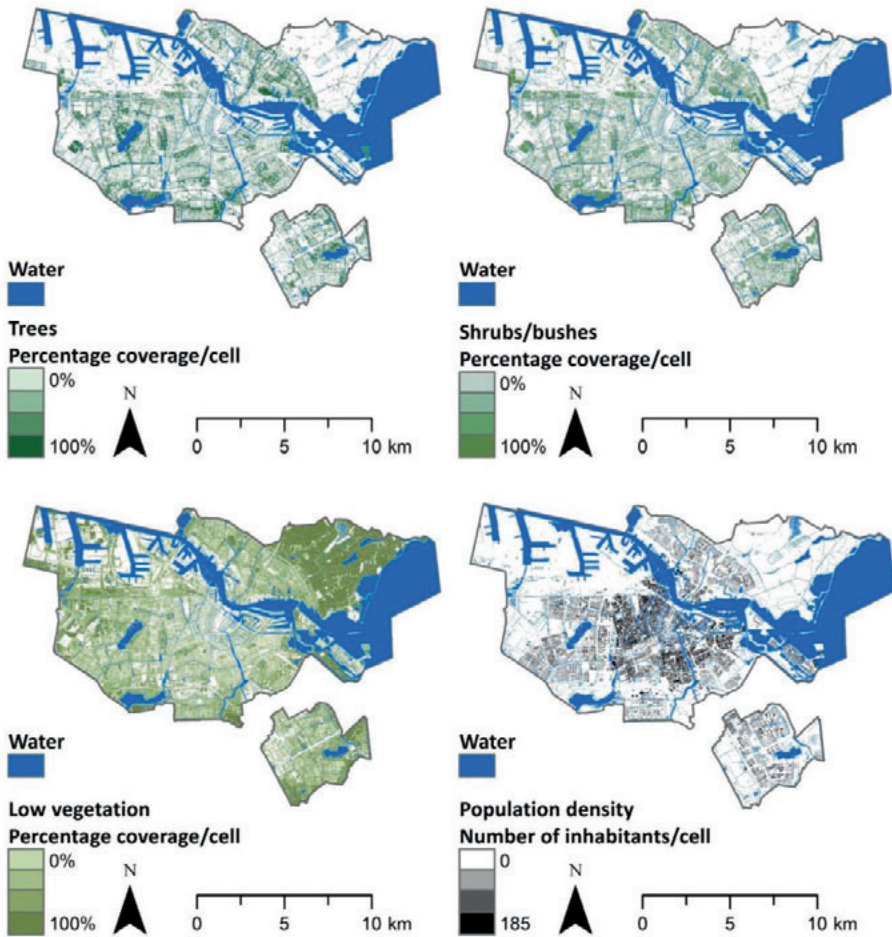 Water
Trees
Percentage coverage/cell
0%
100%
N
0 5 10 km
Water
Shrubs/bushes
Percentage coverage/cell
0%
100%
N
0 5 10 km
Water
Low vegetation
Percentage coverage/cell
0%
100%
N
0 5 10 km
Water
Population density
Number of inhabitants/cell
0
185
N
0 5 10 km